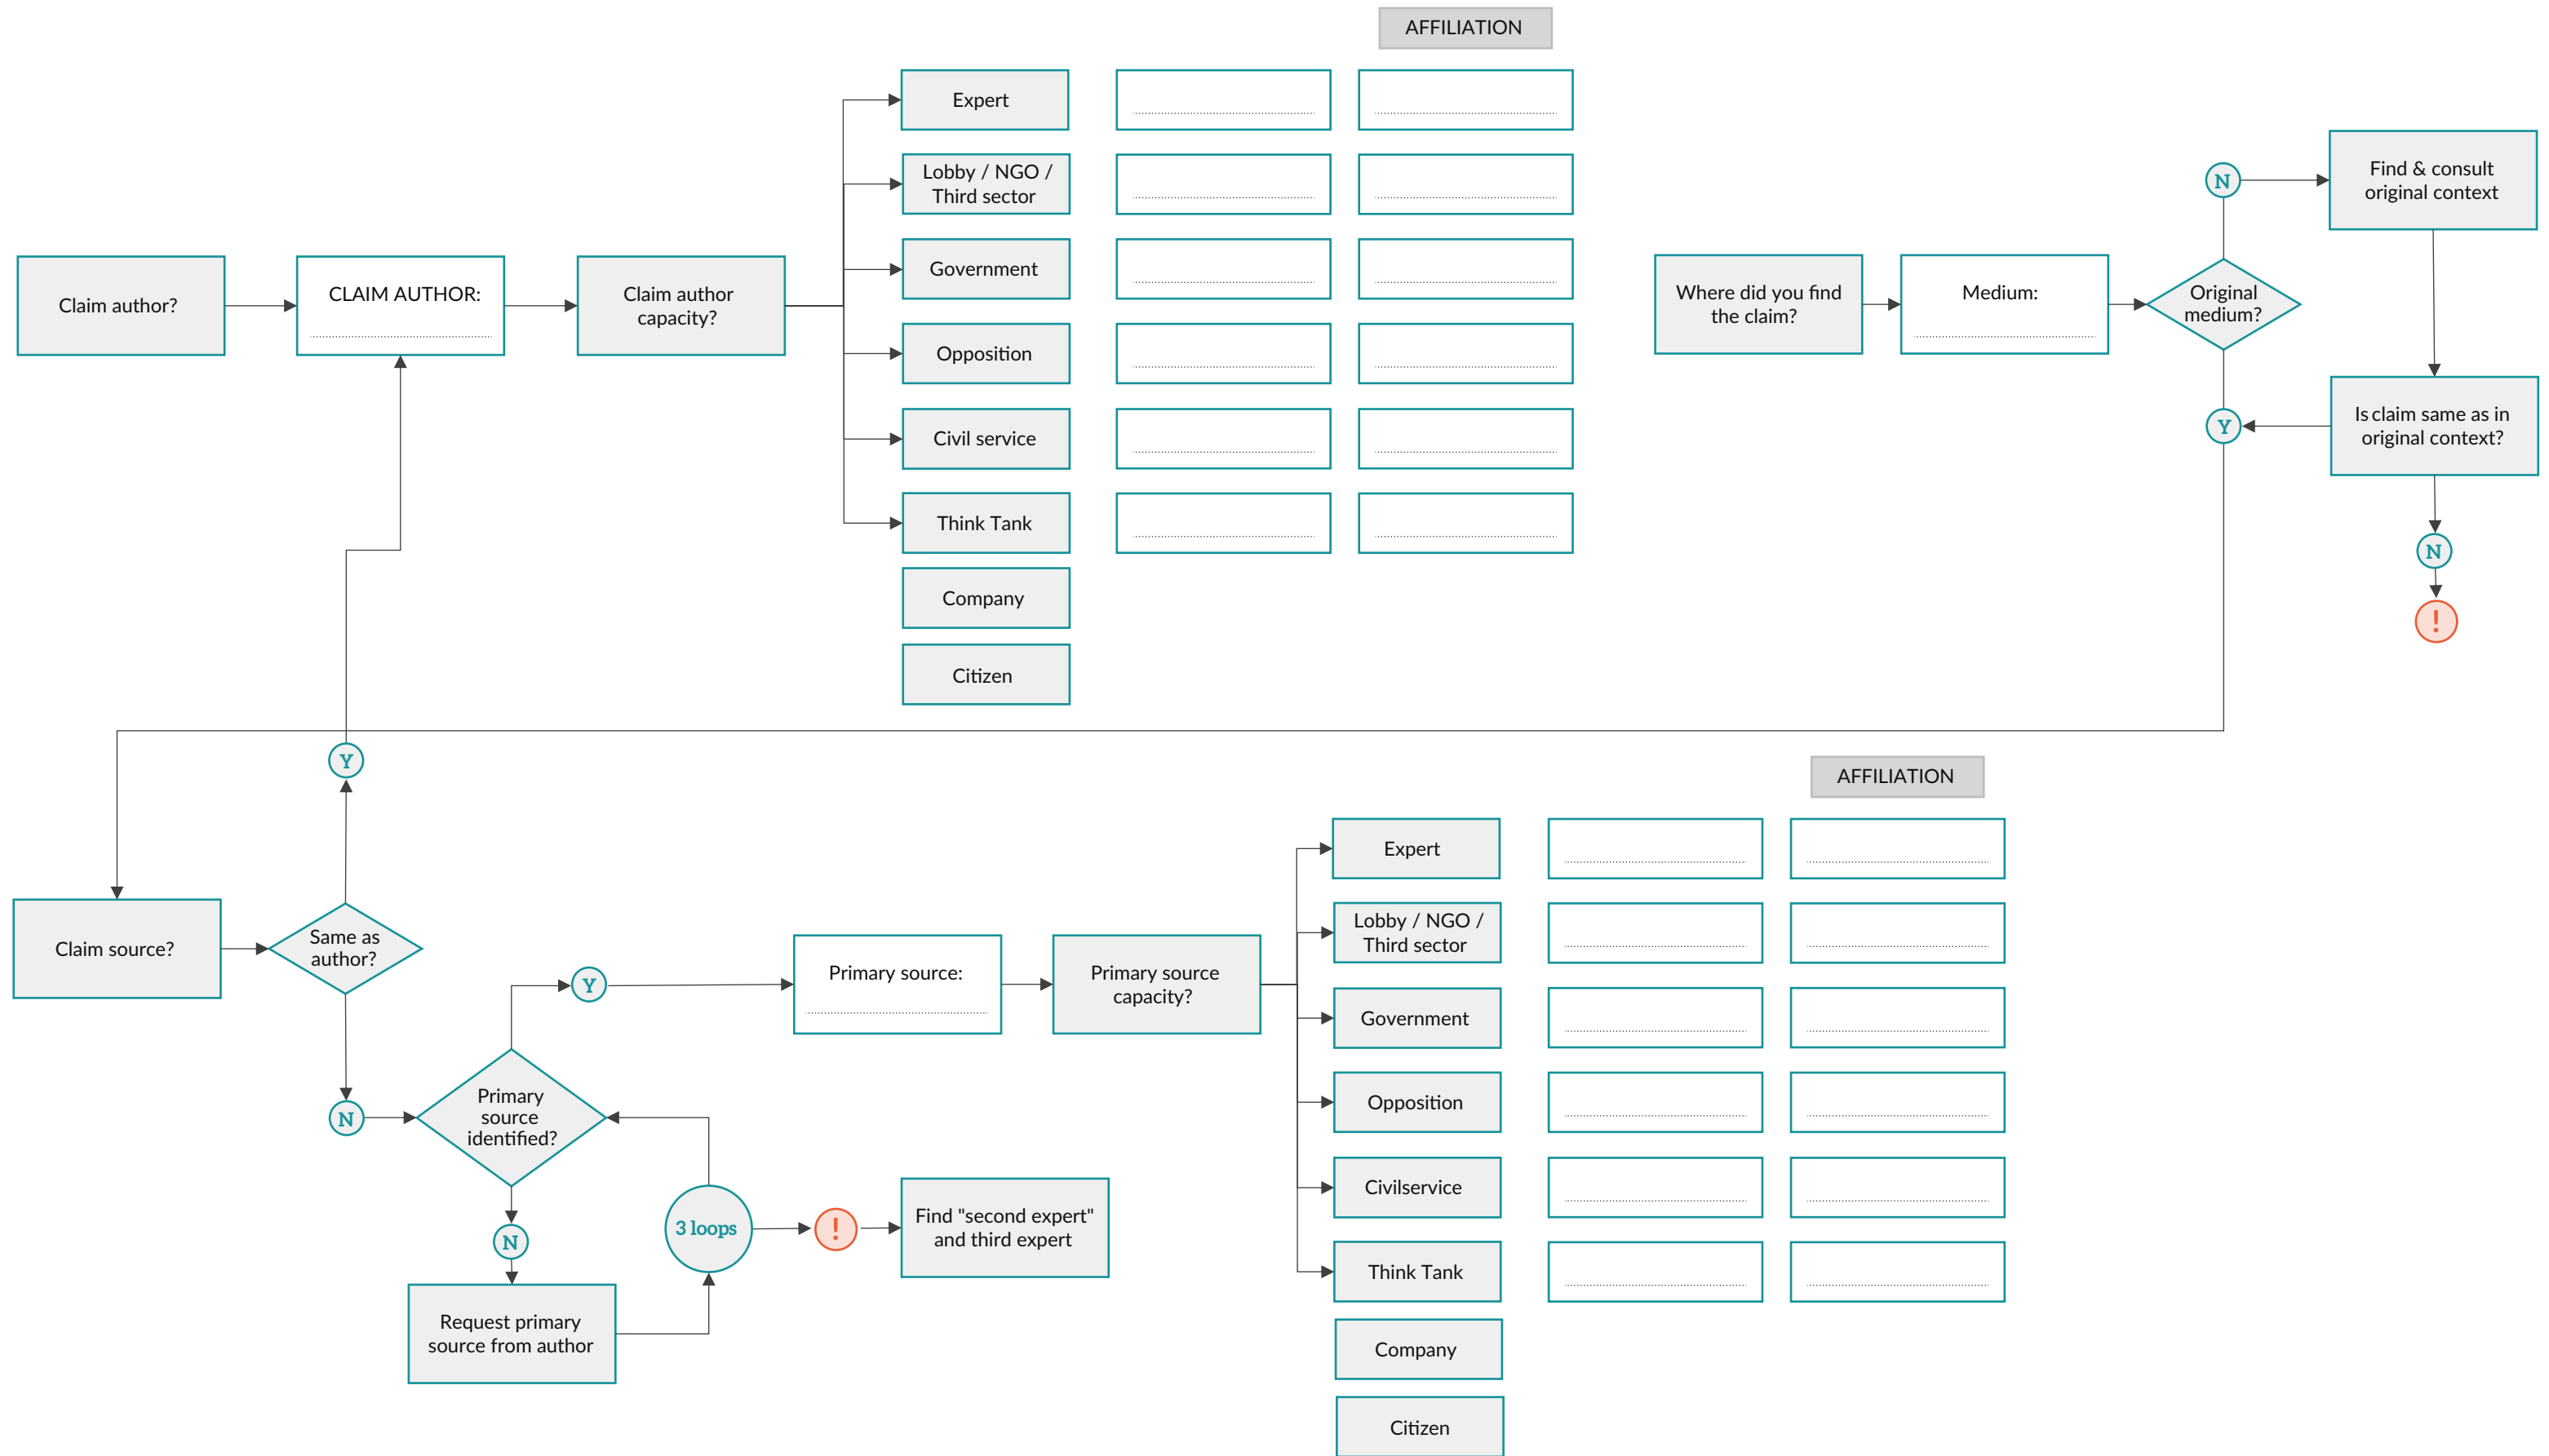 AFFILIATION
Expert
Lobby / NGO /
Third sector
Government
Opposition
Civil service
Think Tank
Company
Citizen
Claim author?
CLAIM AUTHOR:
Claim author
capacity?
Where did you find
the claim?
Medium:
Original
medium?
N
Find & consult
original context
Y
Is claim same as in
original context?
N
!
Y
Claim source?
Same as
author?
N
Primary
source
identified?
Y
Primary source:
Primary source
capacity?
N
Request primary
source from author
3 loops
!
Find "second expert"
and third expert
AFFILIATION
Expert
Lobby / NGO /
Third sector
Government
Opposition
Civilservice
Think Tank
Company
Citizen